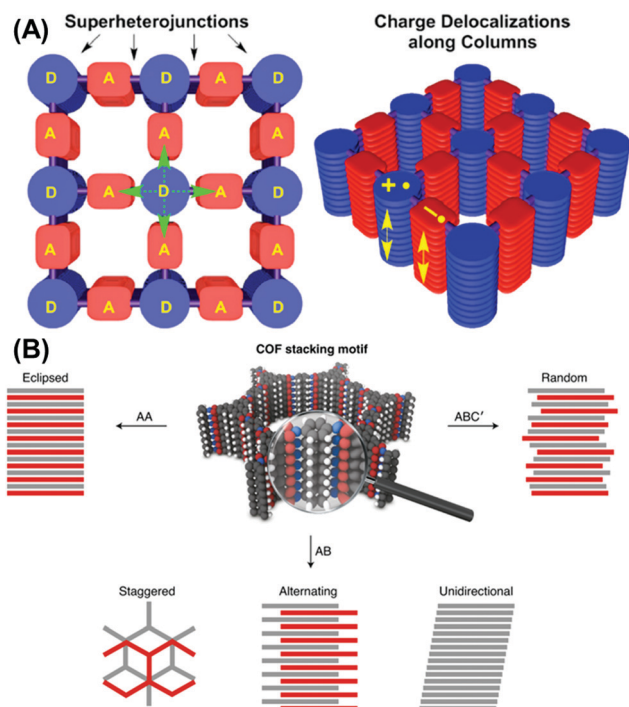 (A)
Superheterojunctions
Charge Delocalizations
along Columns
D A D A D
A A A
D A D A D
A A A
D A D A D
+ •
− •
(B)
COF stacking motif
Eclipsed
Random
AA
ABC′
AB
Staggered
Alternating
Unidirectional